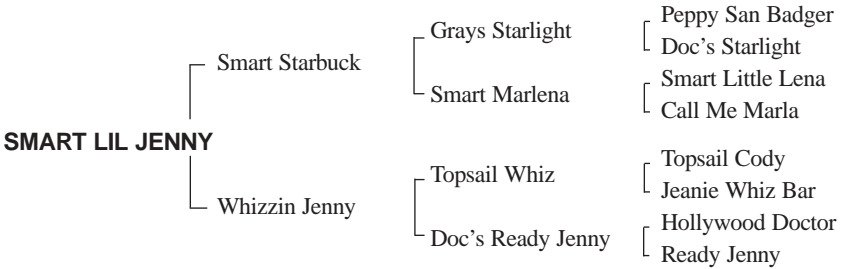 Peppy San Badger
Grays Starlight
Doc's Starlight
Smart Starbuck
Smart Little Lena
Smart Marlena
Call Me Marla
SMART LIL JENNY
Topsail Cody
Topsail Whiz
Jeanie Whiz Bar
Whizzin Jenny
Hollywood Doctor
Doc's Ready Jenny
Ready Jenny